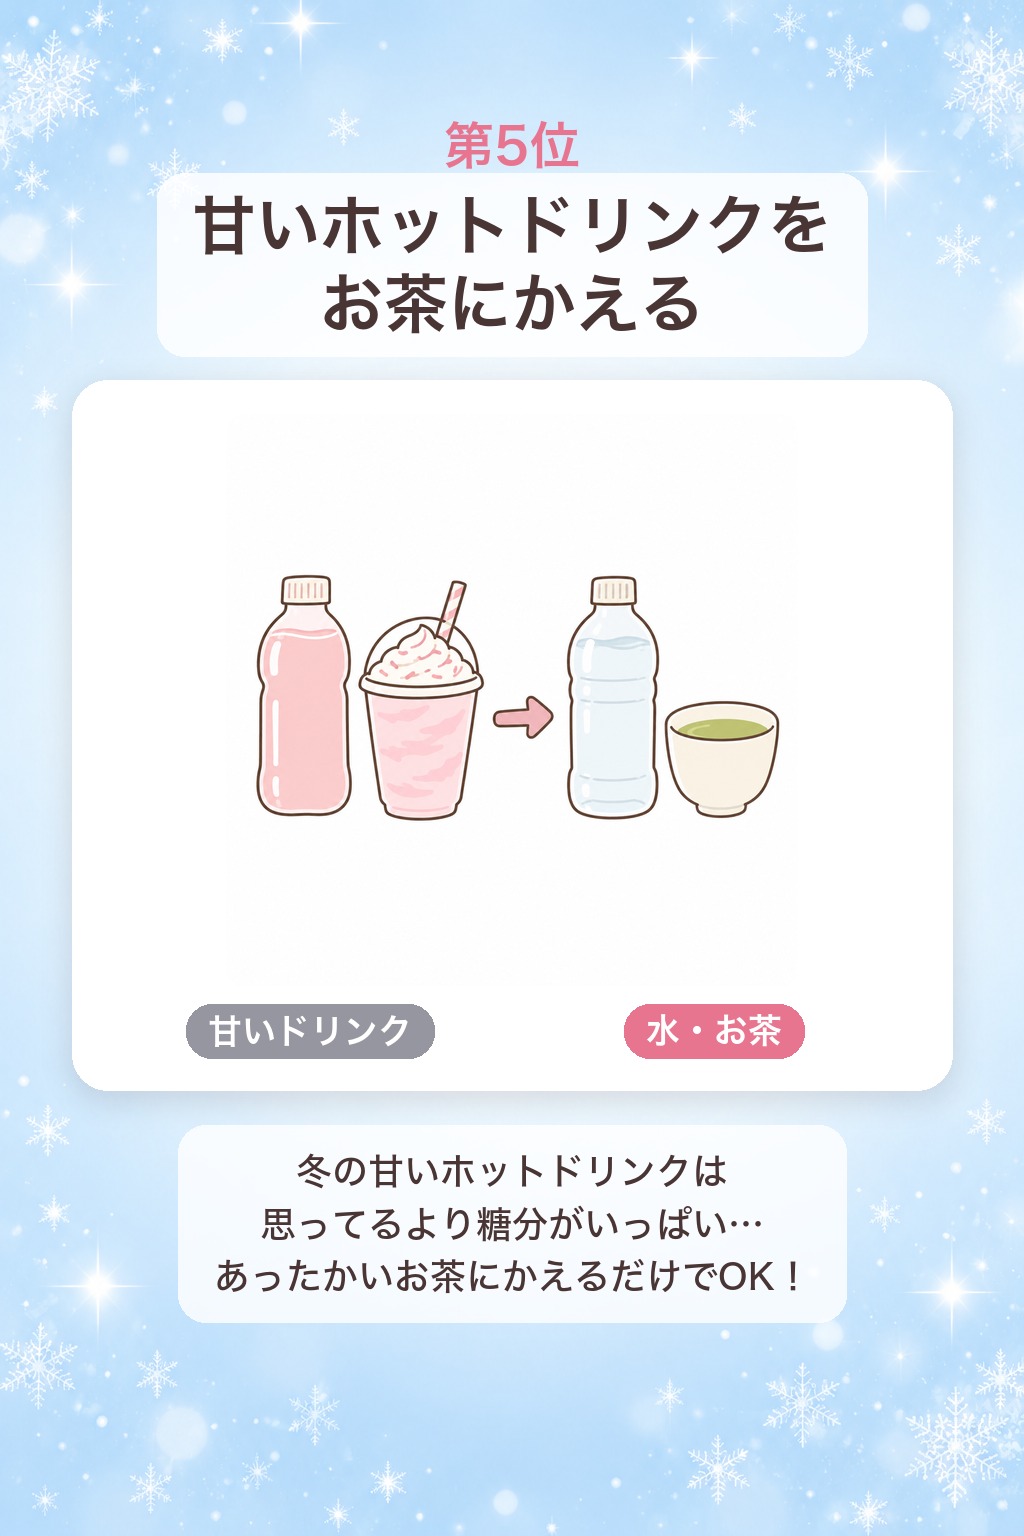 第5位
甘いホットドリンクを
お茶にかえる
甘いドリンク
水・お茶
冬の甘いホットドリンクは
思ってるより糖分がいっぱい…
あったかいお茶にかえるだけでOK！